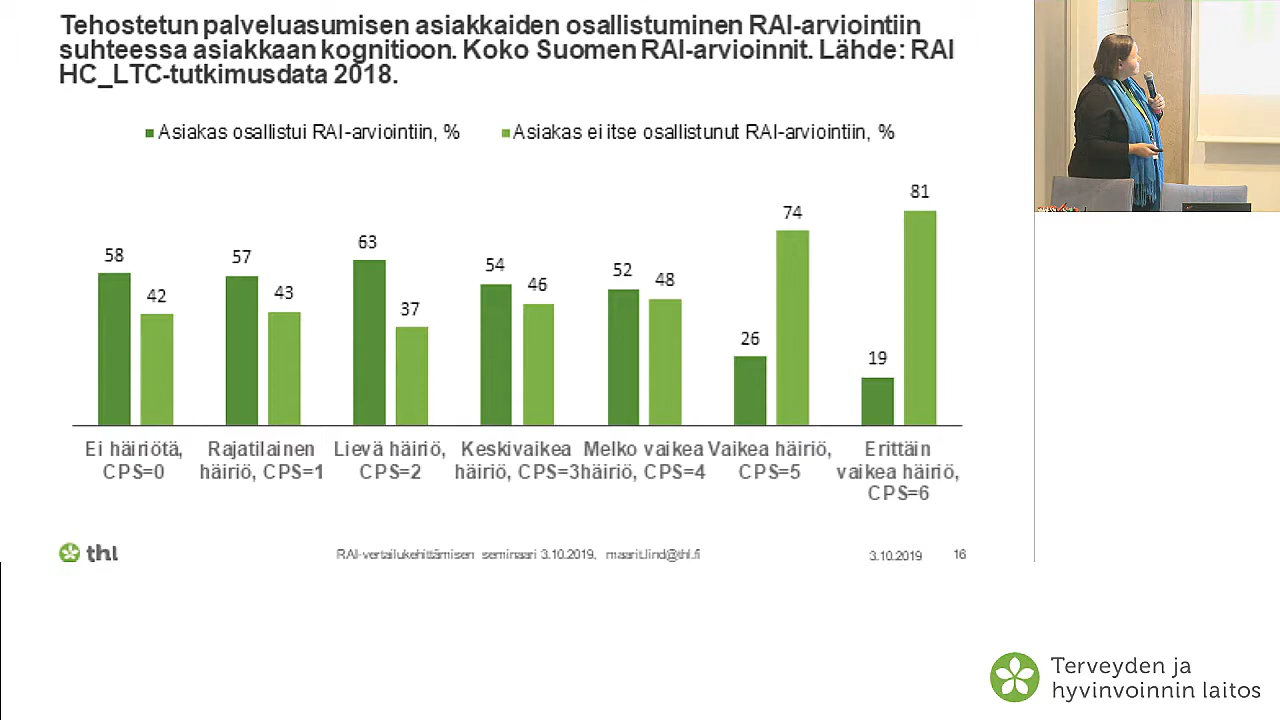 Tehostetun palveluasumisen asiakkaiden osallistuminen RAI-arviointiin
suhteessa asiakkaan kognitioon. Koko Suomen RAI-arvioinnit. Lähde: RAI
HC_LTC-tutkimusdata 2018.
Asiakas osallistui RAI-arviointiin, %
Asiakas ei itse osallistunut RAI-arviointiin, %
58
42
57
43
63
37
54
46
52
48
26
74
19
81
Ei häiriötä,
CPS=0
Rajatilainen
häiriö, CPS=1
Lievä häiriö,
CPS=2
Keskivaikea
häiriö, CPS=3
Melko vaikea
häiriö, CPS=4
Vaikea häiriö,
CPS=5
Erittäin
vaikea häiriö,
CPS=6
thl
RAI-vertailukehittämisen seminaari 3.10.2019, maarit.lind@thl.fi
3.10.2019
16
Terveyden ja
hyvinvoinnin laitos